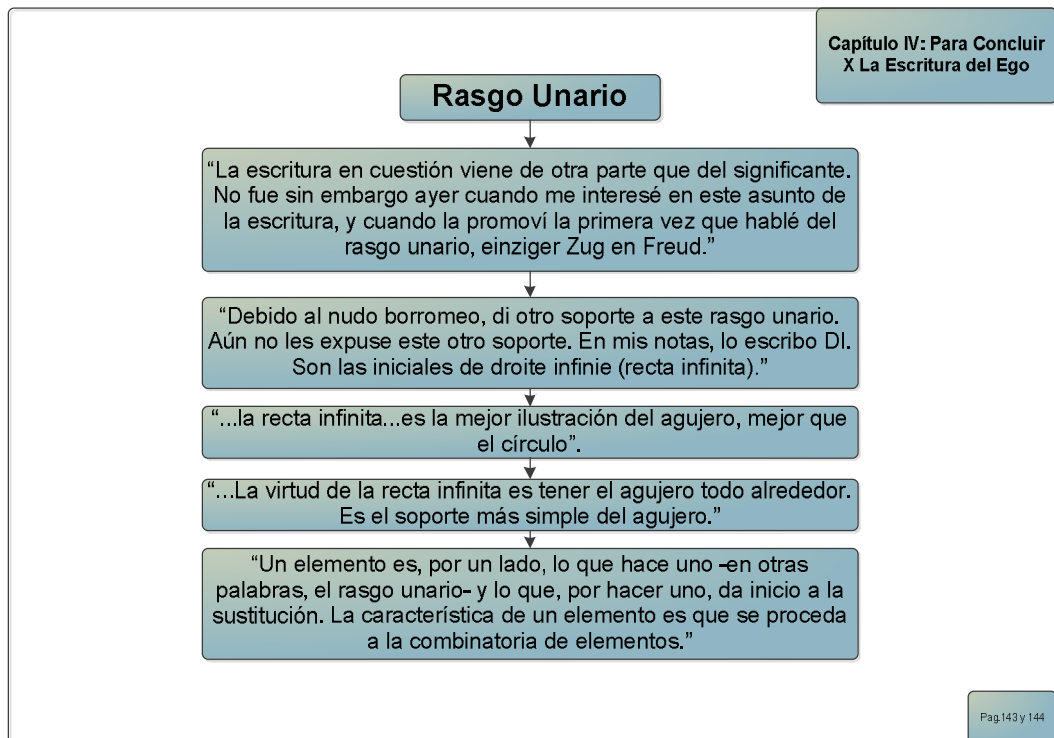 Capítulo IV: Para Concluir
X La Escritura del Ego
Rasgo Unario
“La escritura en cuestión viene de otra parte que del significante.
No fue sin embargo ayer cuando me interesé en este asunto de
la escritura, y cuando la promoví la primera vez que hablé del
rasgo unario, einziger Zug en Freud.”
“Debido al nudo borromeo, di otro soporte a este rasgo unario.
Aún no les expuse este otro soporte. En mis notas, lo escribo DI.
Son las iniciales de droite infinie (recta infinita).”
“...la recta infinita...es la mejor ilustración del agujero, mejor que
el círculo”.
“...La virtud de la recta infinita es tener el agujero todo alrededor.
Es el soporte más simple del agujero.”
“Un elemento es, por un lado, lo que hace uno –en otras
palabras, el rasgo unario– y lo que, por hacer uno, da inicio a la
sustitución. La característica de un elemento es que se proceda
a la combinatoria de elementos.”
Pag.143 y 144